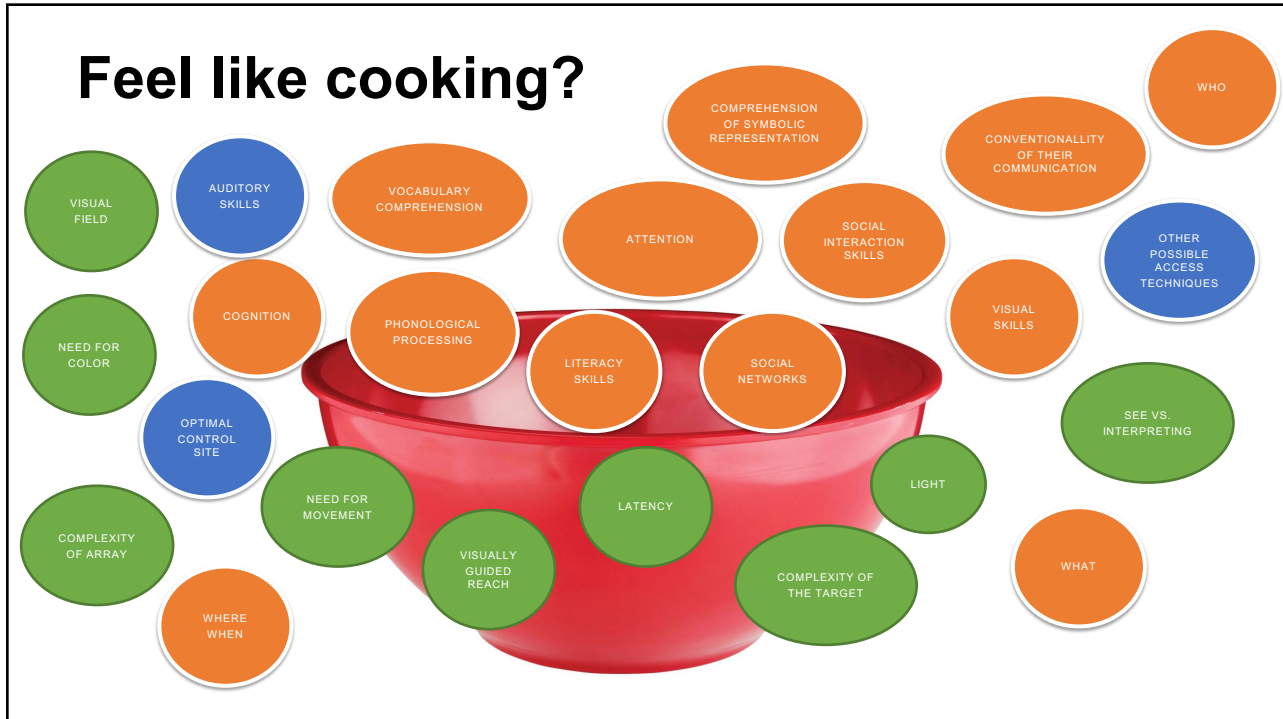 Feel like cooking?
WHO
COMPREHENSION
OF SYMBOLIC
REPRESENTATION
CONVENTIONALLITY
OF THEIR
COMMUNICATION
VISUAL
FIELD
AUDITORY
SKILLS
VOCABULARY
COMPREHENSION
ATTENTION
SOCIAL
INTERACTION
SKILLS
OTHER
POSSIBLE
ACCESS
TECHNIQUES
COGNITION
PHONOLOGICAL
PROCESSING
VISUAL
SKILLS
NEED FOR
COLOR
LITERACY
SKILLS
SOCIAL
NETWORKS
OPTIMAL
CONTROL
SITE
SEE VS.
INTERPRETING
NEED FOR
MOVEMENT
LATENCY
LIGHT
COMPLEXITY
OF ARRAY
VISUALLY
GUIDED
REACH
COMPLEXITY OF
THE TARGET
WHAT
WHERE
WHEN